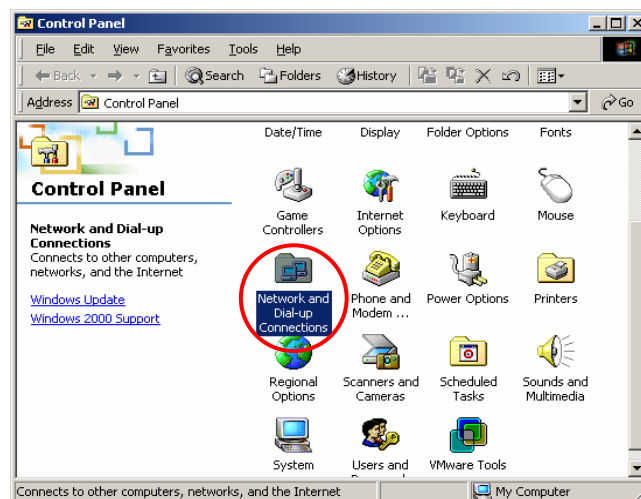 Control Panel
File Edit View Favorites Tools Help
Back Search Folders History
Address Control Panel Go
Control Panel
Network and Dial-up
Connections
Connects to other computers,
networks, and the Internet
Windows Update
Windows 2000 Support
Date/Time Display Folder Options Fonts
Game
Controllers
Internet
Options
Keyboard
Mouse
Network and
Dial-up
Connections
Phone and
Modem ...
Power Options
Printers
Regional
Options
Scanners and
Cameras
Scheduled
Tasks
Sounds and
Multimedia
System
Users and
VMware Tools
Connects to other computers, networks, and the Internet
My Computer